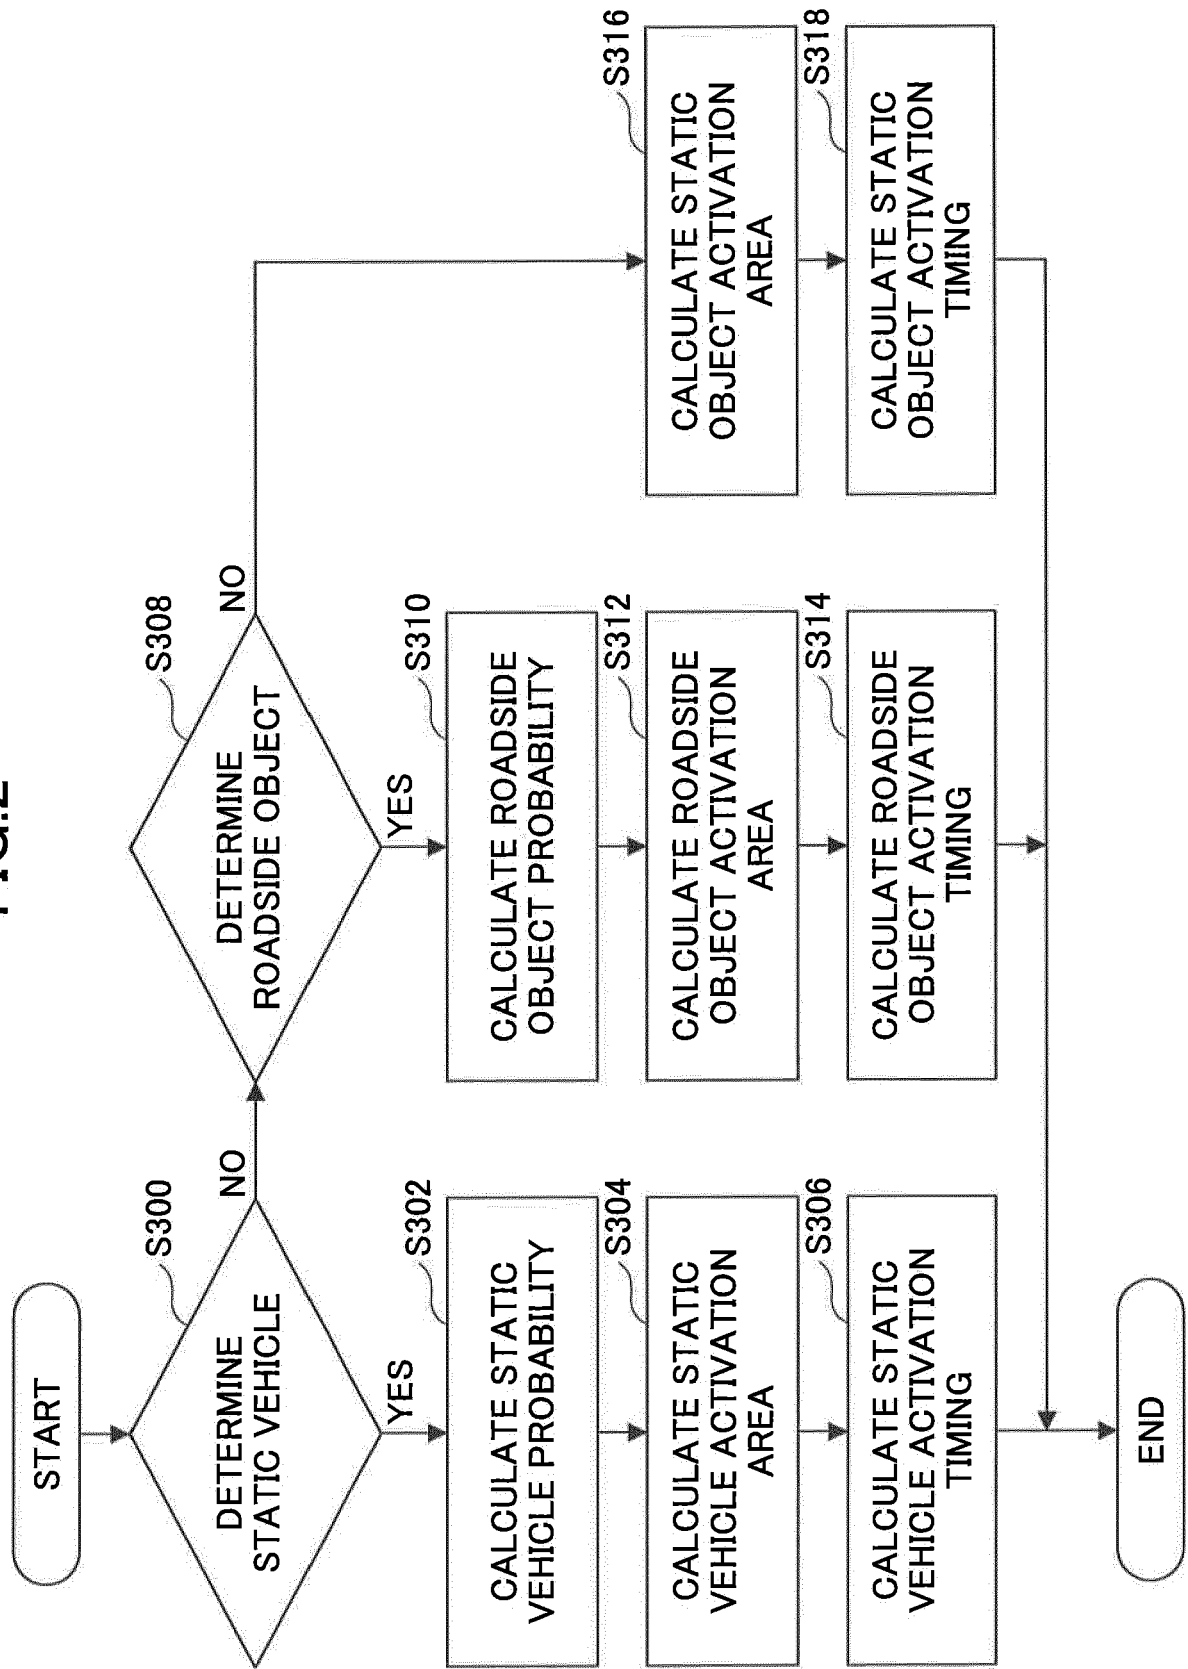 FIG.2
START
S300
DETERMINE
STATIC VEHICLE
NO
YES
S302
CALCULATE STATIC
VEHICLE PROBABILITY
S304
CALCULATE STATIC
VEHICLE ACTIVATION
AREA
S306
CALCULATE STATIC
VEHICLE ACTIVATION
TIMING
S308
DETERMINE
ROADSIDE OBJECT
NO
YES
S310
CALCULATE ROADSIDE
OBJECT PROBABILITY
S312
CALCULATE ROADSIDE
OBJECT ACTIVATION
AREA
S314
CALCULATE ROADSIDE
OBJECT ACTIVATION
TIMING
S316
CALCULATE STATIC
OBJECT ACTIVATION
AREA
S318
CALCULATE STATIC
OBJECT ACTIVATION
TIMING
END